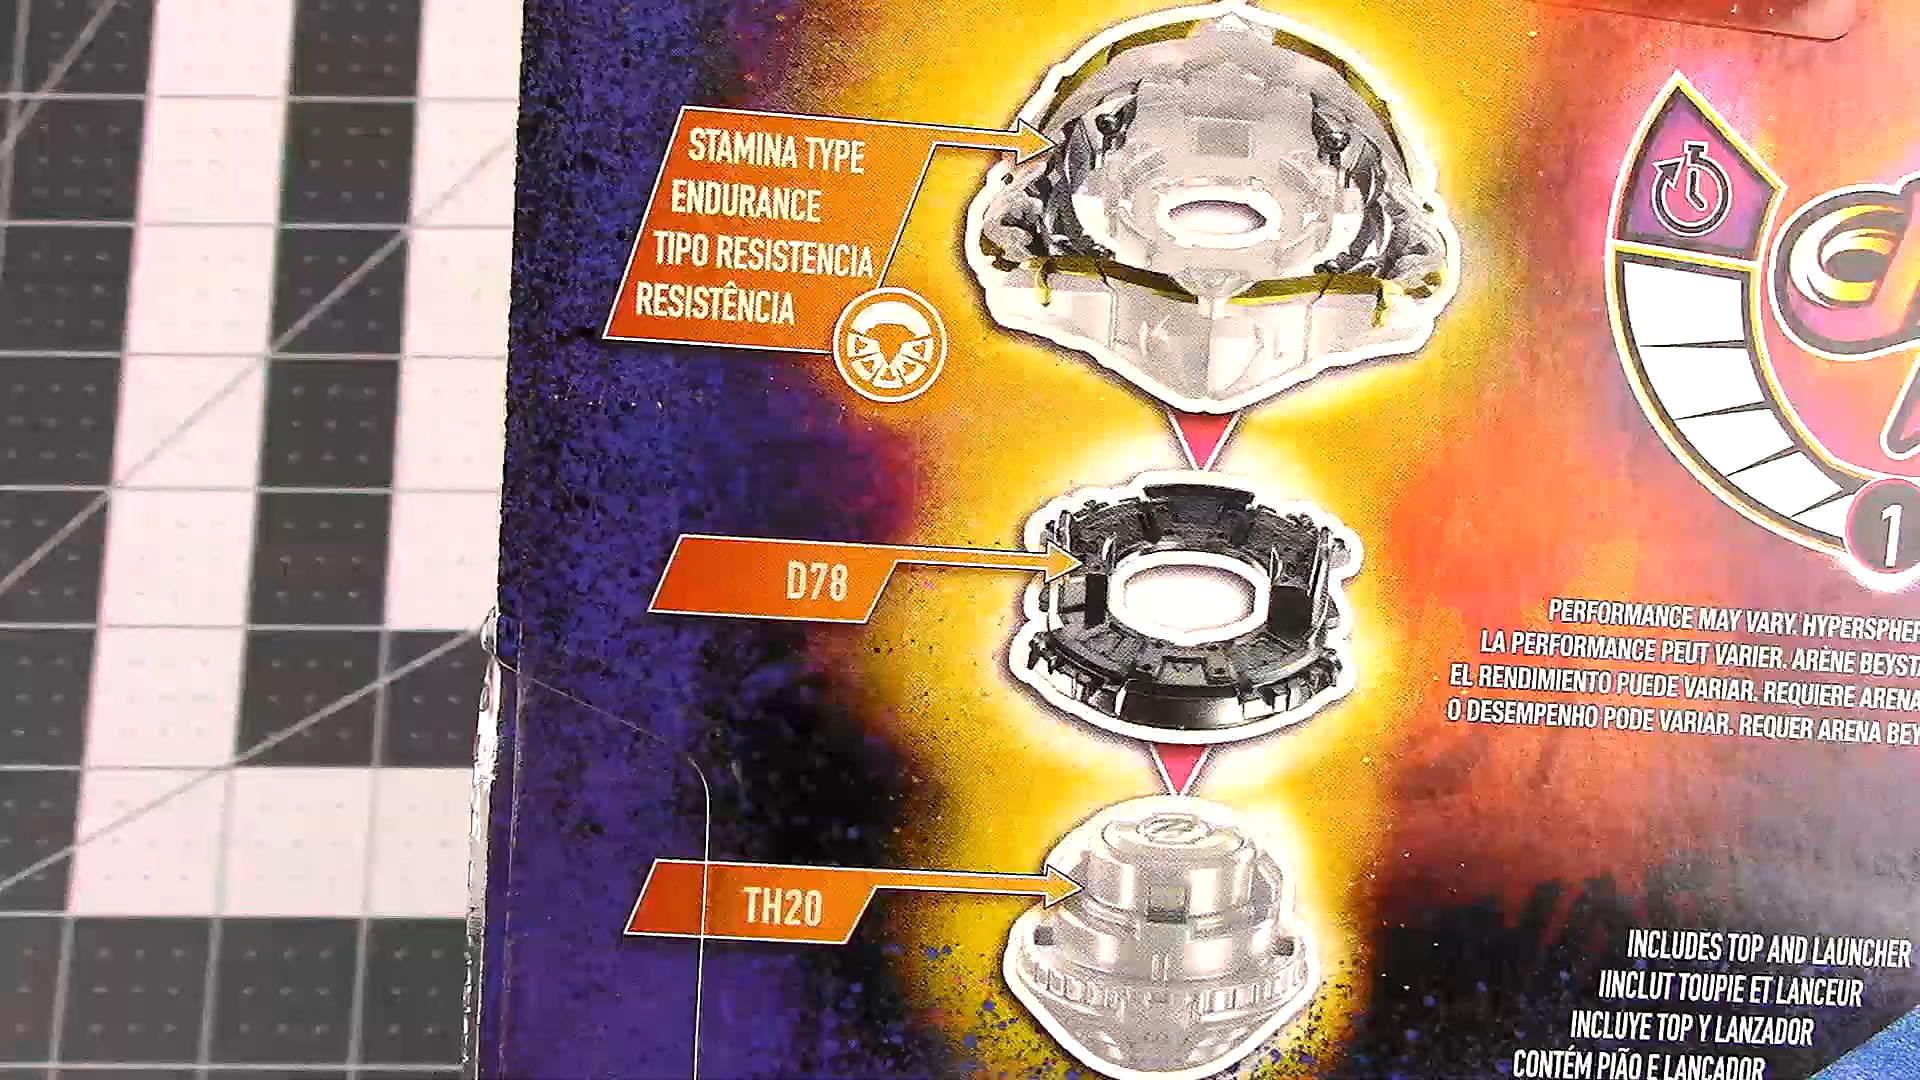 STAMINA TYPE
ENDURANCE
TIPO RESISTENCIA
RESISTÊNCIA
D78
TH20
1
PERFORMANCE MAY VARY. HYPERSPHER
LA PERFORMANCE PEUT VARIER. ARÈNE BEYST
EL RENDIMIENTO PUEDE VARIAR. REQUIERE ARENA
O DESEMPENHO PODE VARIAR. REQUER ARENA BEY
INCLUDES TOP AND LAUNCHER
IINCLUT TOUPIE ET LANCEUR
INCLUYE TOP Y LANZADOR
CONTÉM PIÃO E LANÇADOR